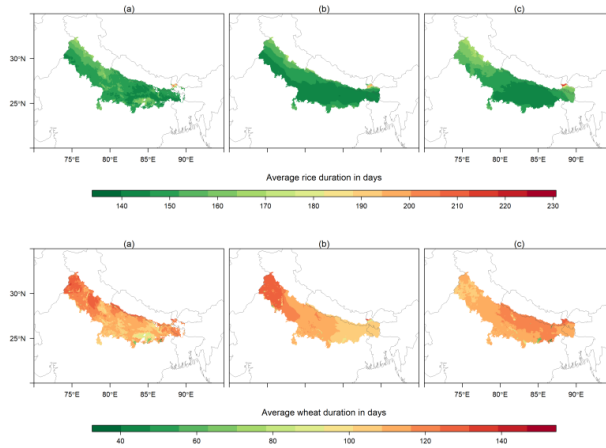 (a) (b) (c)
30°N
25°N
75°E 80°E 85°E 90°E 75°E 80°E 85°E 90°E 75°E 80°E 85°E 90°E
Average rice duration in days
140 150 160 170 180 190 200 210 220 230
(a) (b) (c)
30°N
25°N
75°E 80°E 85°E 90°E 75°E 80°E 85°E 90°E 75°E 80°E 85°E 90°E
Average wheat duration in days
40 60 80 100 120 140